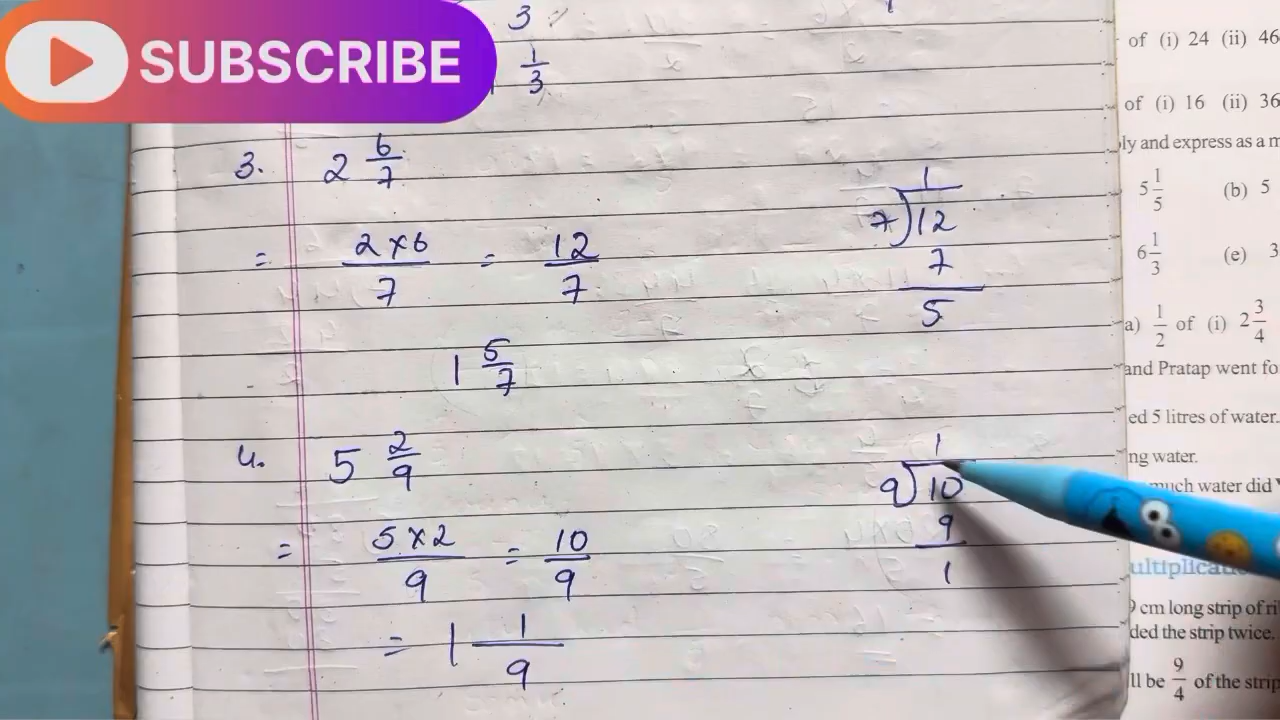 SUBSCRIBE
3
1/3
3. 2 6/7
= 2×6/7 = 12/7
1 5/7
1
7)12
7
5
4. 5 2/9
= 5×2/9 = 10/9
= 1 1/9
1
9)10
9
1
of (i) 24 (ii) 46
of (i) 16 (ii) 36
ly and express as a m
5 1/5 (b) 5
6 1/3 (e) 3
a) 1/2 of (i) 2 3/4
and Pratap went fo
ed 5 litres of water.
ng water.
much water did
ultiplicat
9 cm long strip of ri
ded the strip twice.
ll be 9/4 of the strip